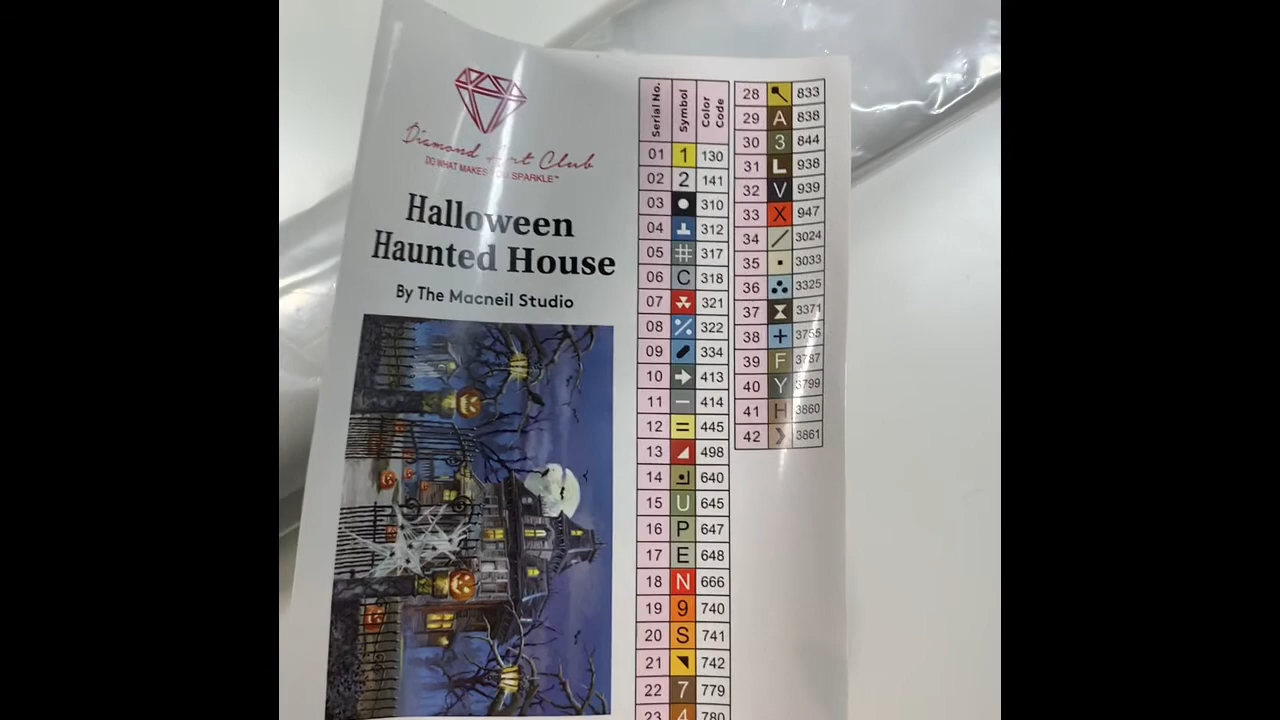 Diamond Art Club
DO WHAT MAKES YOU SPARKLE™
Halloween
Haunted House
By The Macneil Studio
Serial No. Symbol Color Code
01 1 130
02 2 141
03 310
04 312
05 # 317
06 C 318
07 321
08 322
09 334
10 413
11 — 414
12 = 445
13 498
14 640
15 U 645
16 P 647
17 E 648
18 N 666
19 9 740
20 S 741
21 742
22 7 779
23 4 780
28 833
29 A 838
30 3 844
31 L 938
32 V 939
33 X 947
34 / 3024
35 3033
36 3325
37 3371
38 + 3755
39 F 3787
40 Y 3799
41 H 3860
42 3861